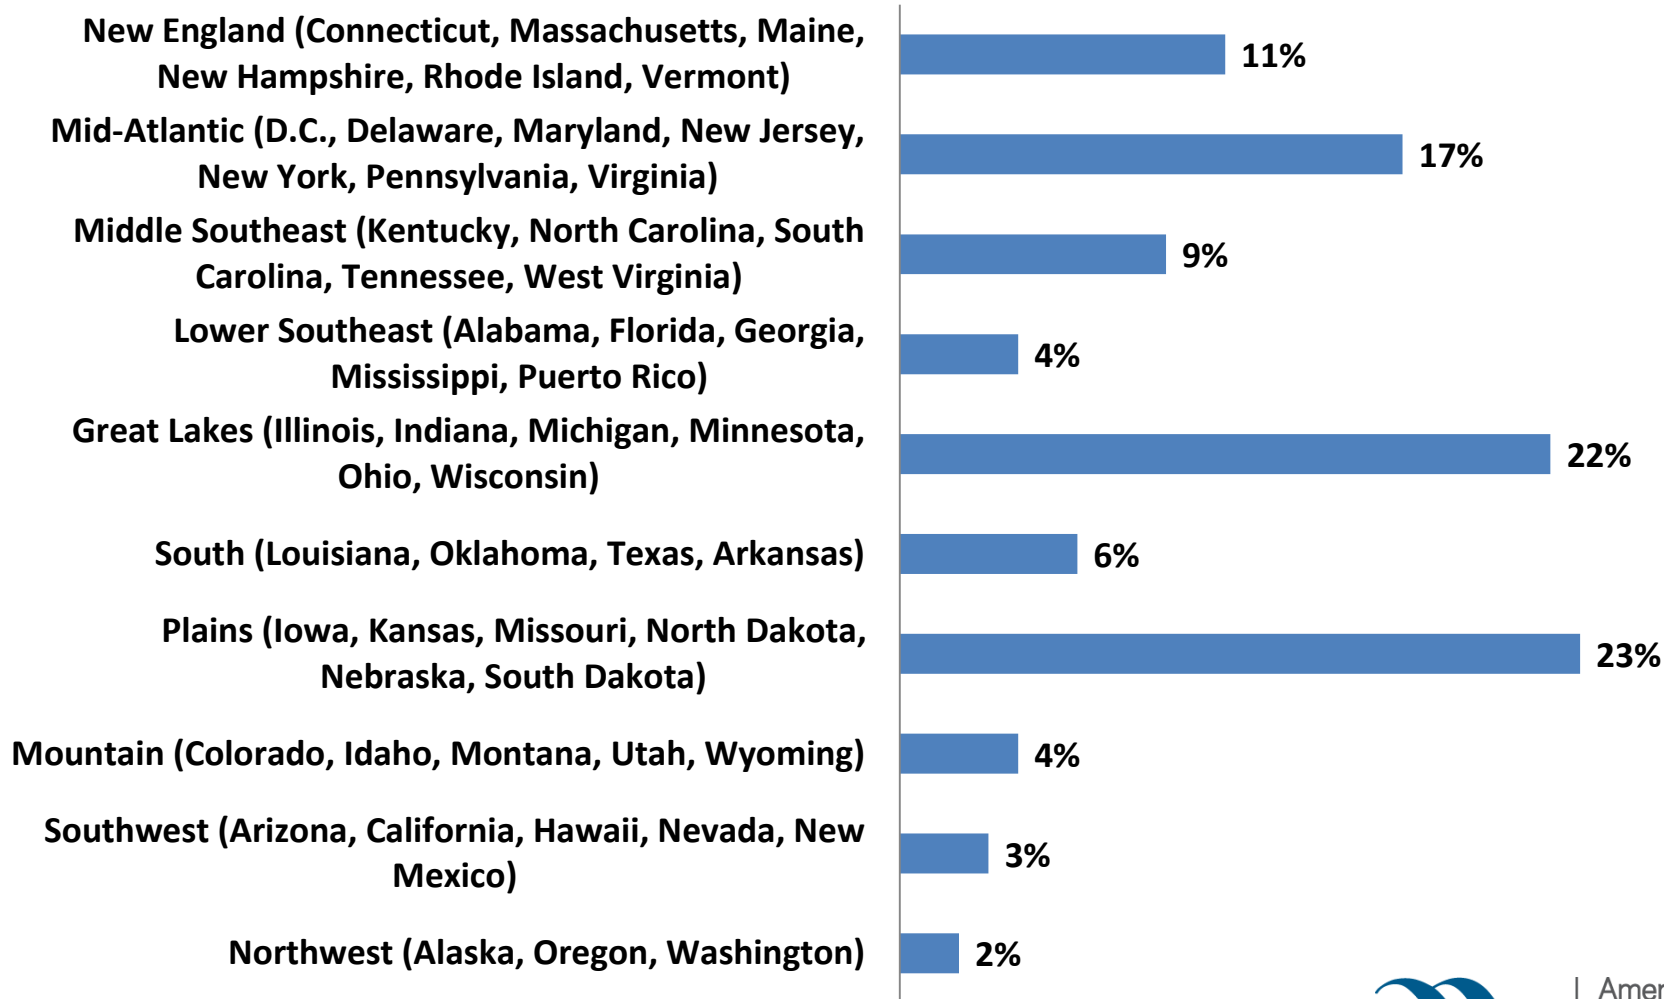 New England (Connecticut, Massachusetts, Maine,
New Hampshire, Rhode Island, Vermont)
11%
Mid-Atlantic (D.C., Delaware, Maryland, New Jersey,
New York, Pennsylvania, Virginia)
17%
Middle Southeast (Kentucky, North Carolina, South
Carolina, Tennessee, West Virginia)
9%
Lower Southeast (Alabama, Florida, Georgia,
Mississippi, Puerto Rico)
4%
Great Lakes (Illinois, Indiana, Michigan, Minnesota,
Ohio, Wisconsin)
22%
South (Louisiana, Oklahoma, Texas, Arkansas)
6%
Plains (Iowa, Kansas, Missouri, North Dakota,
Nebraska, South Dakota)
23%
Mountain (Colorado, Idaho, Montana, Utah, Wyoming)
4%
Southwest (Arizona, California, Hawaii, Nevada, New
Mexico)
3%
Northwest (Alaska, Oregon, Washington)
2%